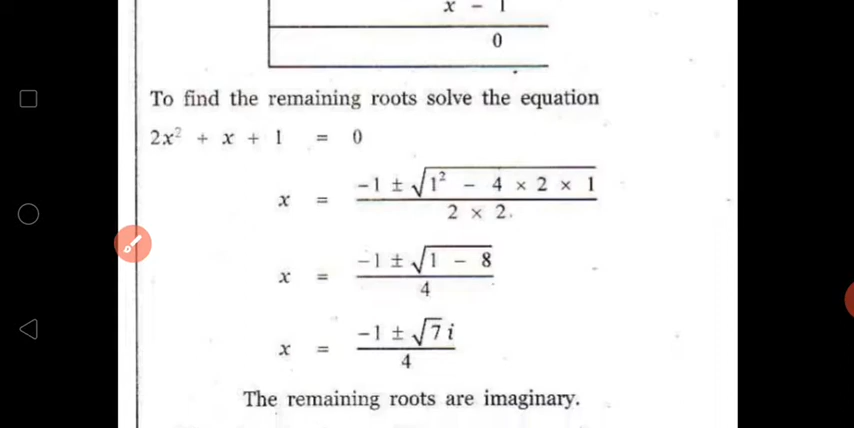 x - 1
0
To find the remaining roots solve the equation
2x² + x + 1 = 0
x = (-1 ± √(1² - 4 × 2 × 1)) / (2 × 2)
x = (-1 ± √(1 - 8)) / 4
x = (-1 ± √7 i) / 4
The remaining roots are imaginary.